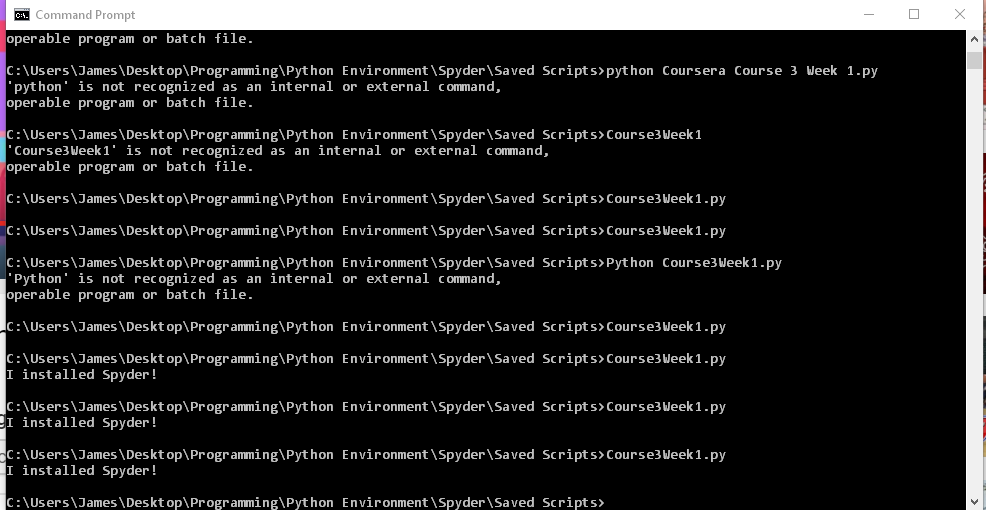 Command Prompt
operable program or batch file.
C:\Users\James\Desktop\Programming\Python Environment\Spyder\Saved Scripts>python Coursera Course 3 Week 1.py
'python' is not recognized as an internal or external command,
operable program or batch file.
C:\Users\James\Desktop\Programming\Python Environment\Spyder\Saved Scripts>Course3Week1
'Course3Week1' is not recognized as an internal or external command,
operable program or batch file.
C:\Users\James\Desktop\Programming\Python Environment\Spyder\Saved Scripts>Course3Week1.py
C:\Users\James\Desktop\Programming\Python Environment\Spyder\Saved Scripts>Course3Week1.py
C:\Users\James\Desktop\Programming\Python Environment\Spyder\Saved Scripts>Python Course3Week1.py
'Python' is not recognized as an internal or external command,
operable program or batch file.
C:\Users\James\Desktop\Programming\Python Environment\Spyder\Saved Scripts>Course3Week1.py
C:\Users\James\Desktop\Programming\Python Environment\Spyder\Saved Scripts>Course3Week1.py
I installed Spyder!
C:\Users\James\Desktop\Programming\Python Environment\Spyder\Saved Scripts>Course3Week1.py
I installed Spyder!
C:\Users\James\Desktop\Programming\Python Environment\Spyder\Saved Scripts>Course3Week1.py
I installed Spyder!
C:\Users\James\Desktop\Programming\Python Environment\Spyder\Saved Scripts>